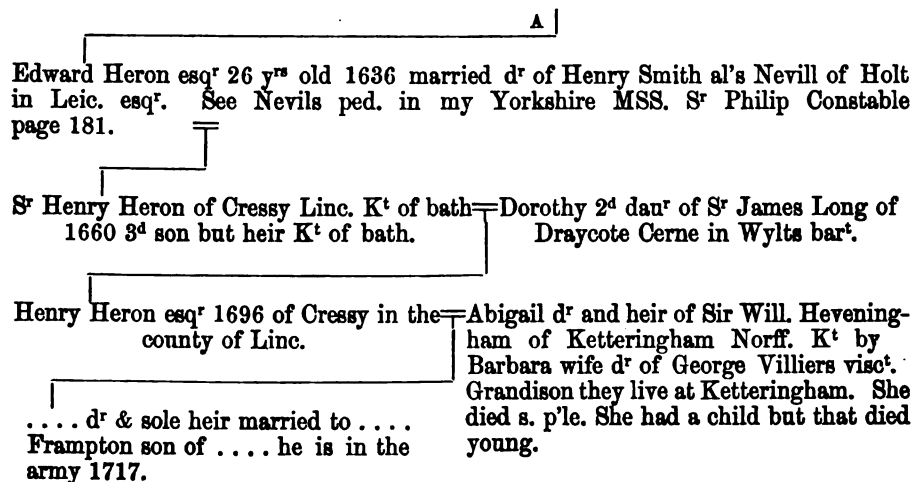 A
Edward Heron esqʳ 26 yʳˢ old 1636 married dʳ of Henry Smith al's Nevill of Holt
in Leic. esqʳ. See Nevils ped. in my Yorkshire MSS. Sʳ Philip Constable
page 181.
Sʳ Henry Heron of Cressy Linc. Kᵗ of bath
1660 3ᵈ son but heir Kᵗ of bath.
Dorothy 2ᵈ dauʳ of Sʳ James Long of
Draycote Cerne in Wylts barᵗ.
Henry Heron esqʳ 1696 of Cressy in the
county of Linc.
Abigail dʳ and heir of Sir Will. Hevening-
ham of Ketteringham Norff. Kᵗ by
Barbara wife dʳ of George Villiers viscᵗ.
Grandison they live at Ketteringham. She
died s. p'le. She had a child but that died
young.
.... dʳ & sole heir married to ....
Frampton son of .... he is in the
army 1717.